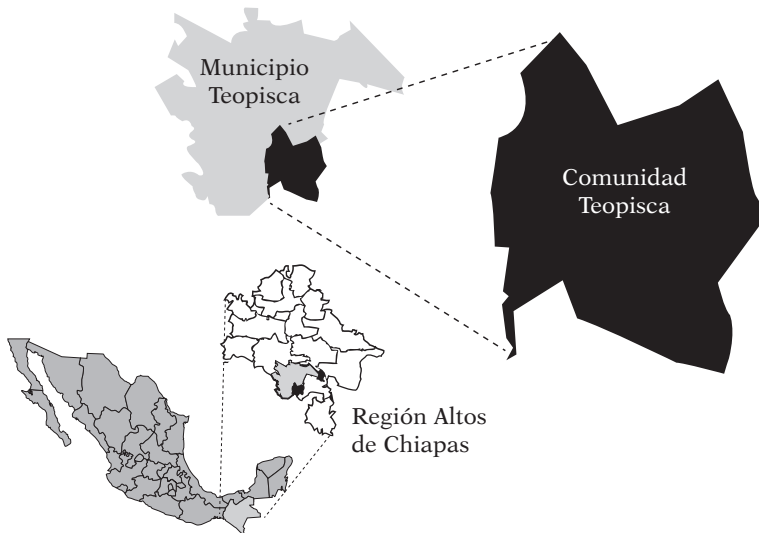 Municipio
Teopisca
Comunidad
Teopisca
Región Altos
de Chiapas